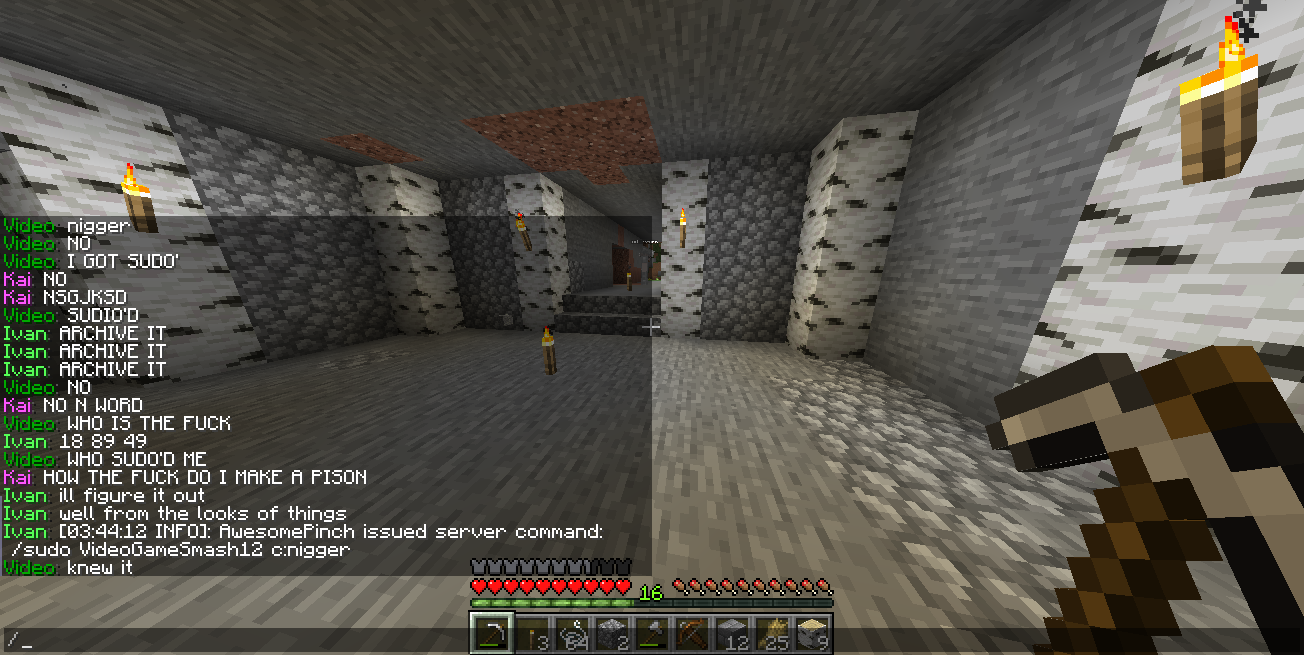 Video: nigger
Video: NO
Video: I GOT SUDO'
Kai: NO
Kai: NSGJKSD
Video: SUDIO'D
Ivan: ARCHIVE IT
Ivan: ARCHIVE IT
Ivan: ARCHIVE IT
Video: NO
Kai: NO N WORD
Video: WHO IS THE FUCK
Ivan: 18 89 49
Video: WHO SUDO'D ME
Kai: HOW THE FUCK DO I MAKE A PISON
Ivan: ill figure it out
Ivan: well from the looks of things
Ivan: [03:44:12 INFO]: AwesomePinch issued server command:
/sudo VideoGameSmash12 c:nigger
Video: knew it
16
3 64 2 12 25 9
/_